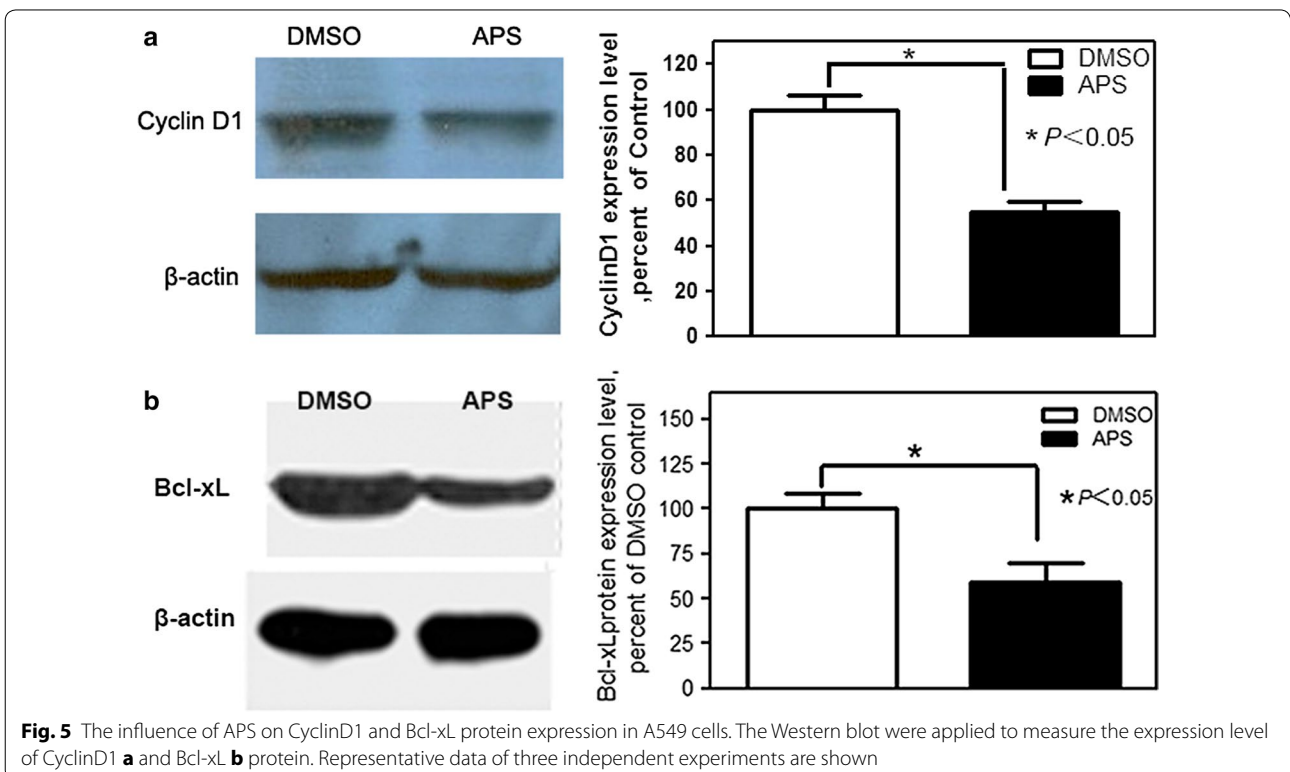 a
DMSO APS
Cyclin D1
β-actin
CyclinD1 expression level
,percent of Control
120
100
80
60
40
20
0
*
DMSO
APS
* P<0.05
b
DMSO APS
Bcl-xL
β-actin
Bcl-xLprotein expression level,
percent of DMSO control
150
125
100
75
50
25
0
*
DMSO
APS
*P<0.05
Fig. 5 The influence of APS on CyclinD1 and Bcl-xL protein expression in A549 cells. The Western blot were applied to measure the expression level
of CyclinD1 a and Bcl-xL b protein. Representative data of three independent experiments are shown